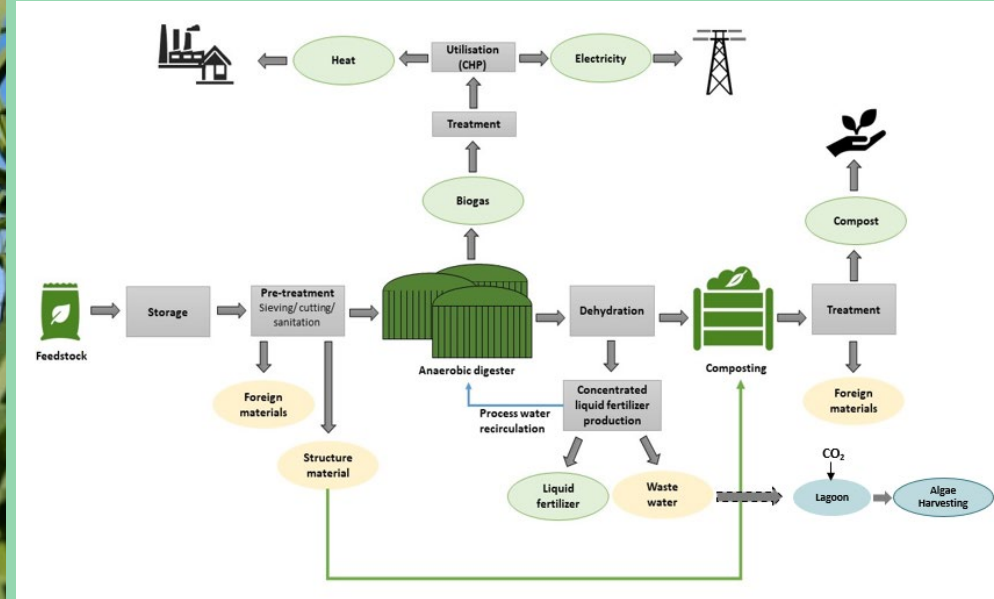 Heat
Utilisation
(CHP)
Electricity
Treatment
Biogas
Compost
Feedstock
Storage
Pre-treatment
Sieving/ cutting/
sanitation
Anaerobic digester
Dehydration
Composting
Treatment
Foreign
materials
Process water
recirculation
Concentrated
liquid fertilizer
production
Foreign
materials
Structure
material
Liquid
fertilizer
Waste
water
CO₂
Lagoon
Algae
Harvesting